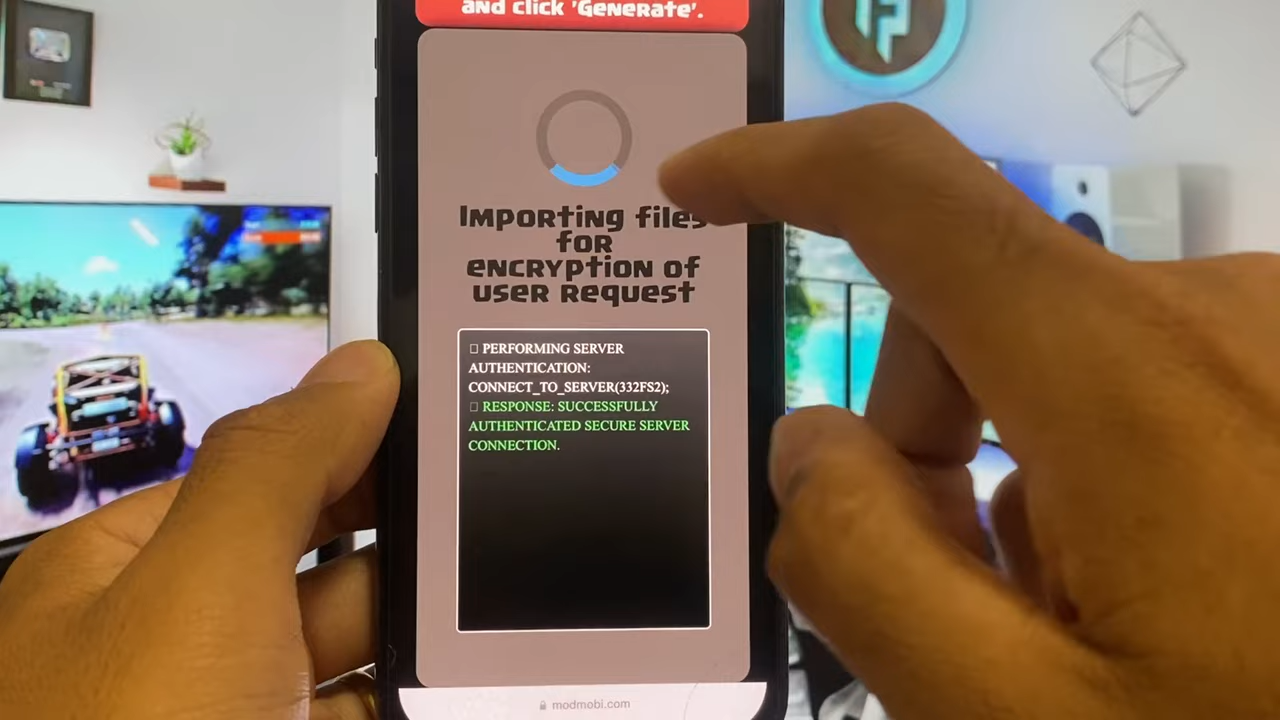 and click 'Generate'.
Importing files
for
encryption of
user request
PERFORMING SERVER
AUTHENTICATION:
CONNECT_TO_SERVER(332FS2);
RESPONSE: SUCCESSFULLY
AUTHENTICATED SECURE SERVER
CONNECTION.
modmobi.com